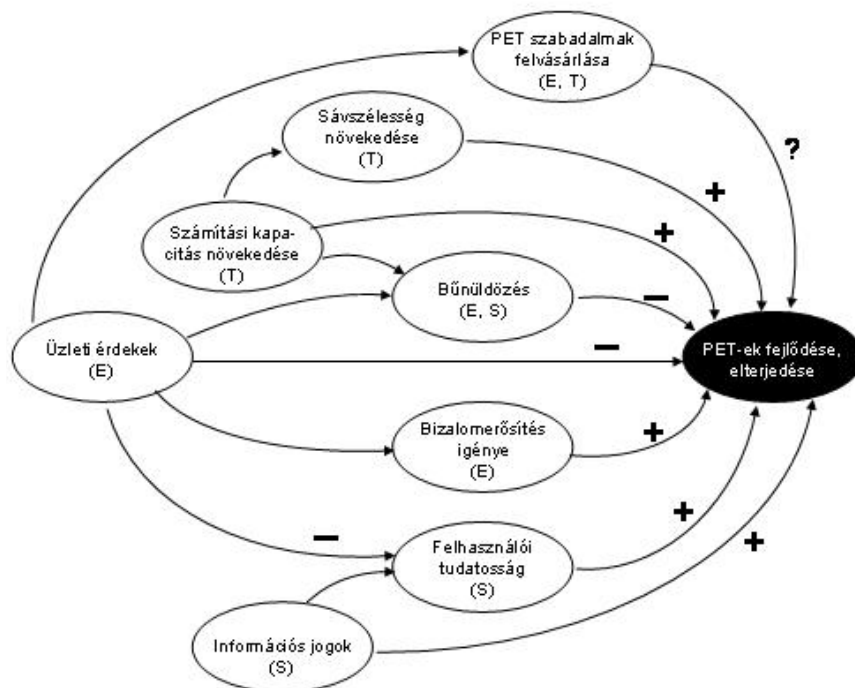 PET szabadalmak
felvásárlása
(E, T)
?
Sávszélesség
növekedése
(T)
+
Számítási kapa-
citás növekedése
(T)
+
Bűnüldözés
(E, S)
−
Üzleti érdekek
(E)
−
PET-ek fejlődése,
elterjedése
Bizalomerősítés
igénye
(E)
+
−
Felhasználói
tudatosság
(S)
+
+
Információs jogok
(S)